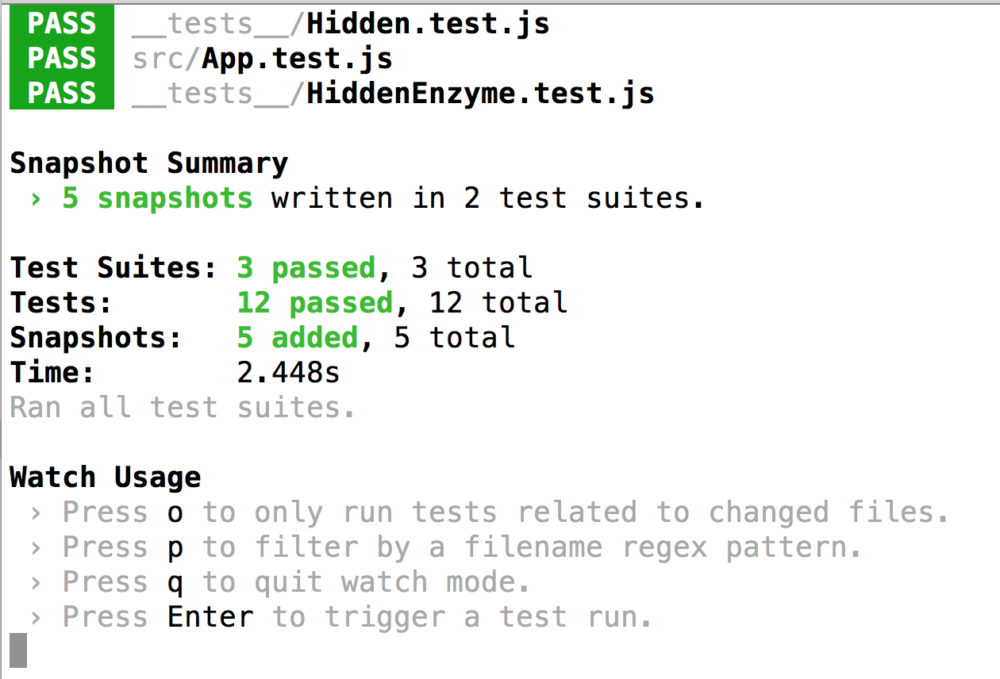 PASS __tests__/Hidden.test.js
PASS src/App.test.js
PASS __tests__/HiddenEnzyme.test.js
Snapshot Summary
› 5 snapshots written in 2 test suites.
Test Suites: 3 passed, 3 total
Tests: 12 passed, 12 total
Snapshots: 5 added, 5 total
Time: 2.448s
Ran all test suites.
Watch Usage
› Press o to only run tests related to changed files.
› Press p to filter by a filename regex pattern.
› Press q to quit watch mode.
› Press Enter to trigger a test run.